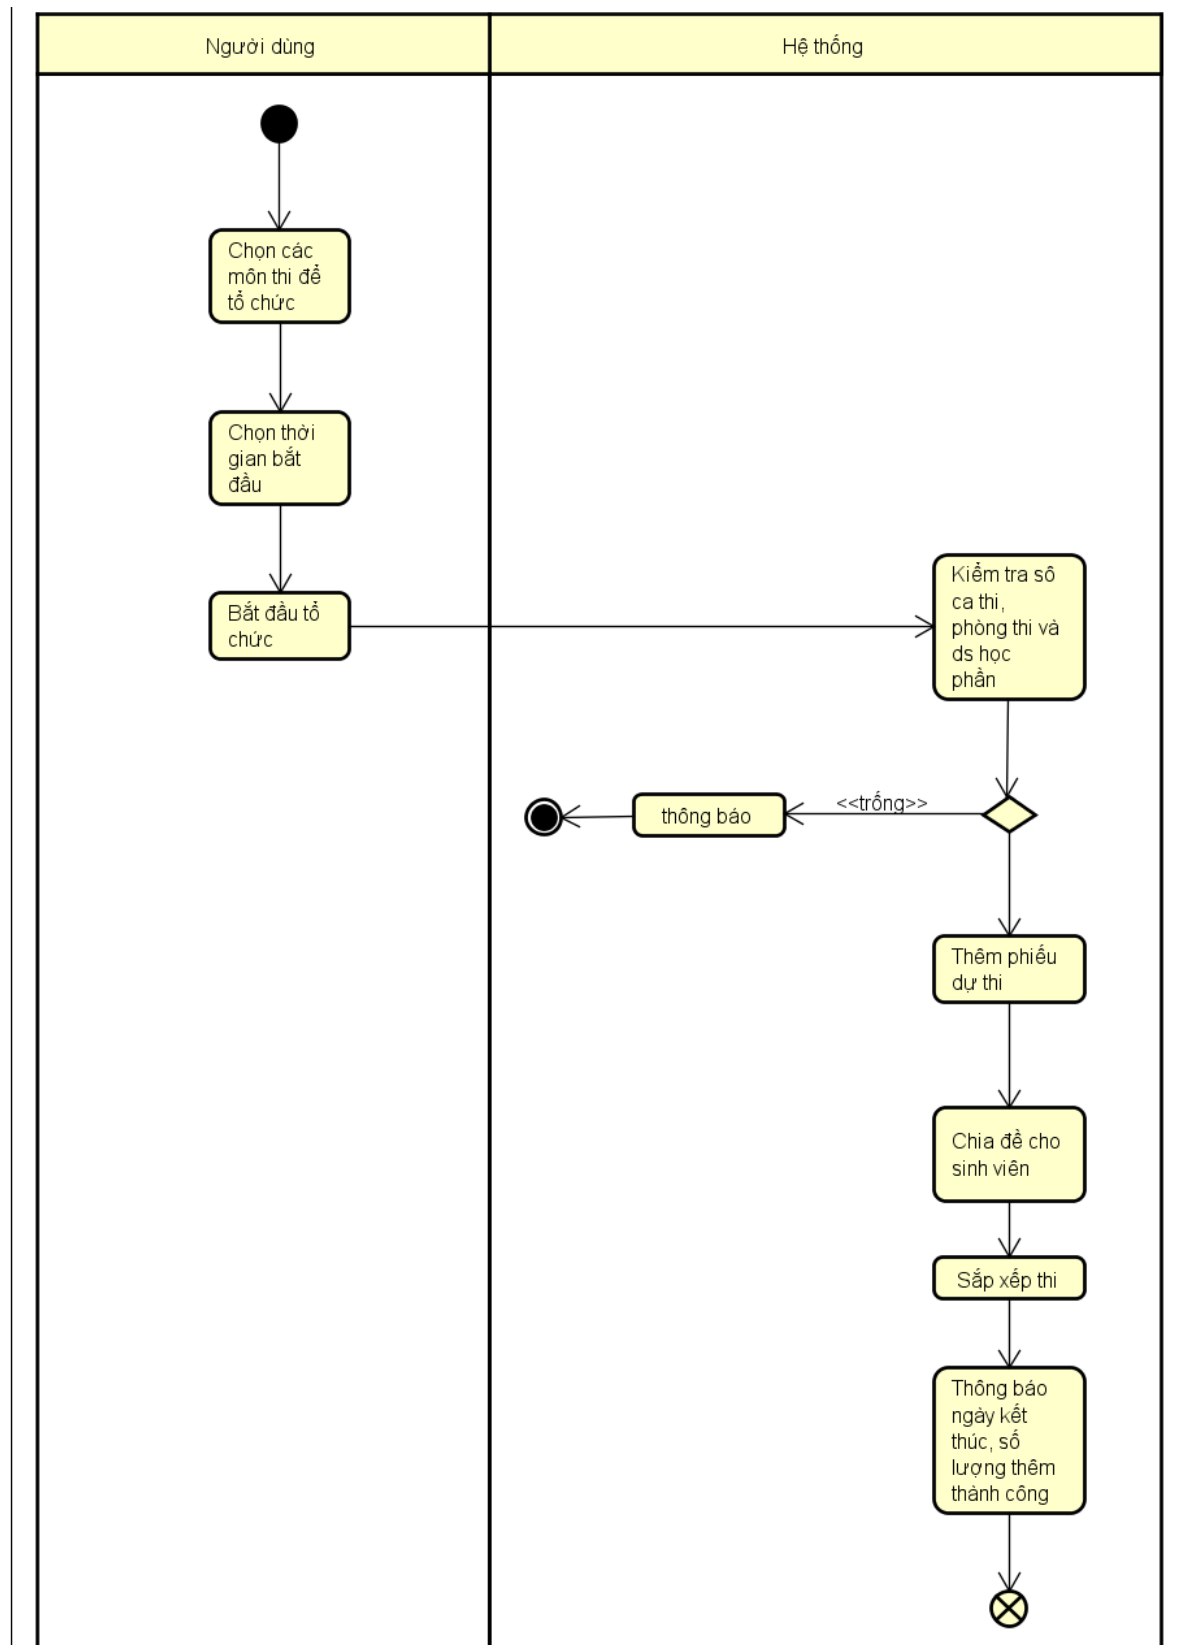 Người dùng
Hệ thống
Chọn các
môn thi để
tổ chức
Chọn thời
gian bắt
đầu
Bắt đầu tổ
chức
Kiểm tra số
ca thi,
phòng thi và
ds học
phần
<<trống>>
thông báo
Thêm phiếu
dự thi
Chia đề cho
sinh viên
Sắp xếp thi
Thông báo
ngày kết
thúc, số
lượng thêm
thành công